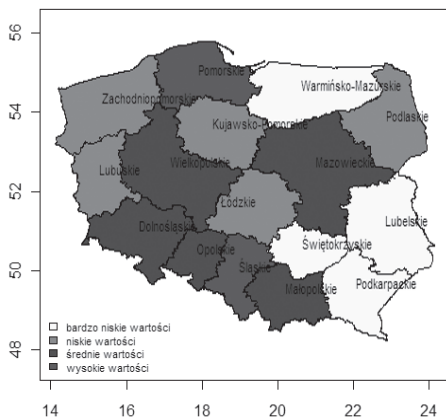 56
54
52
50
48
Pomorskie
Warmińsko-Mazurskie
Zachodniopomorskie
Podlaskie
Kujawsko-Pomorskie
Wielkopolskie
Mazowieckie
Lubuskie
Łódzkie
Lubelskie
Dolnośląskie
Świętokrzyskie
Opolskie
Śląskie
Podkarpackie
Małopolskie
bardzo niskie wartości
niskie wartości
średnie wartości
wysokie wartości
14 16 18 20 22 24